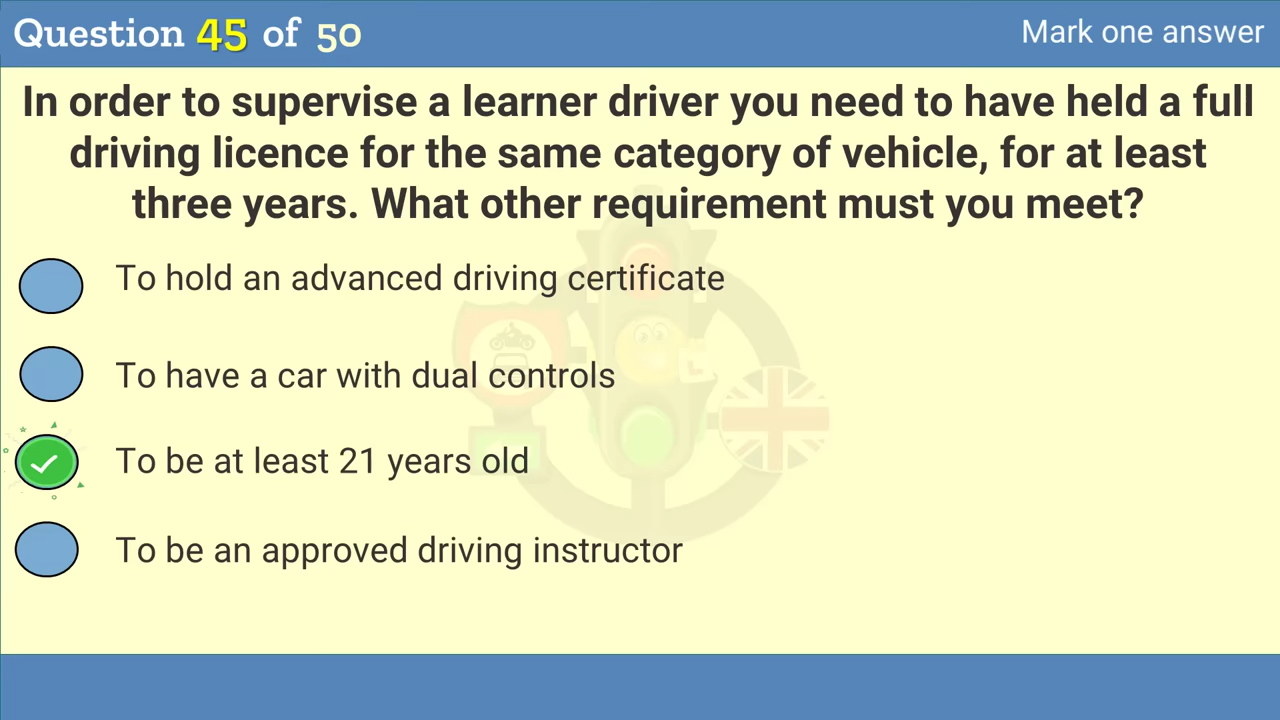 Question 45 of 50
Mark one answer
In order to supervise a learner driver you need to have held a full
driving licence for the same category of vehicle, for at least
three years. What other requirement must you meet?
To hold an advanced driving certificate
To have a car with dual controls
To be at least 21 years old
To be an approved driving instructor